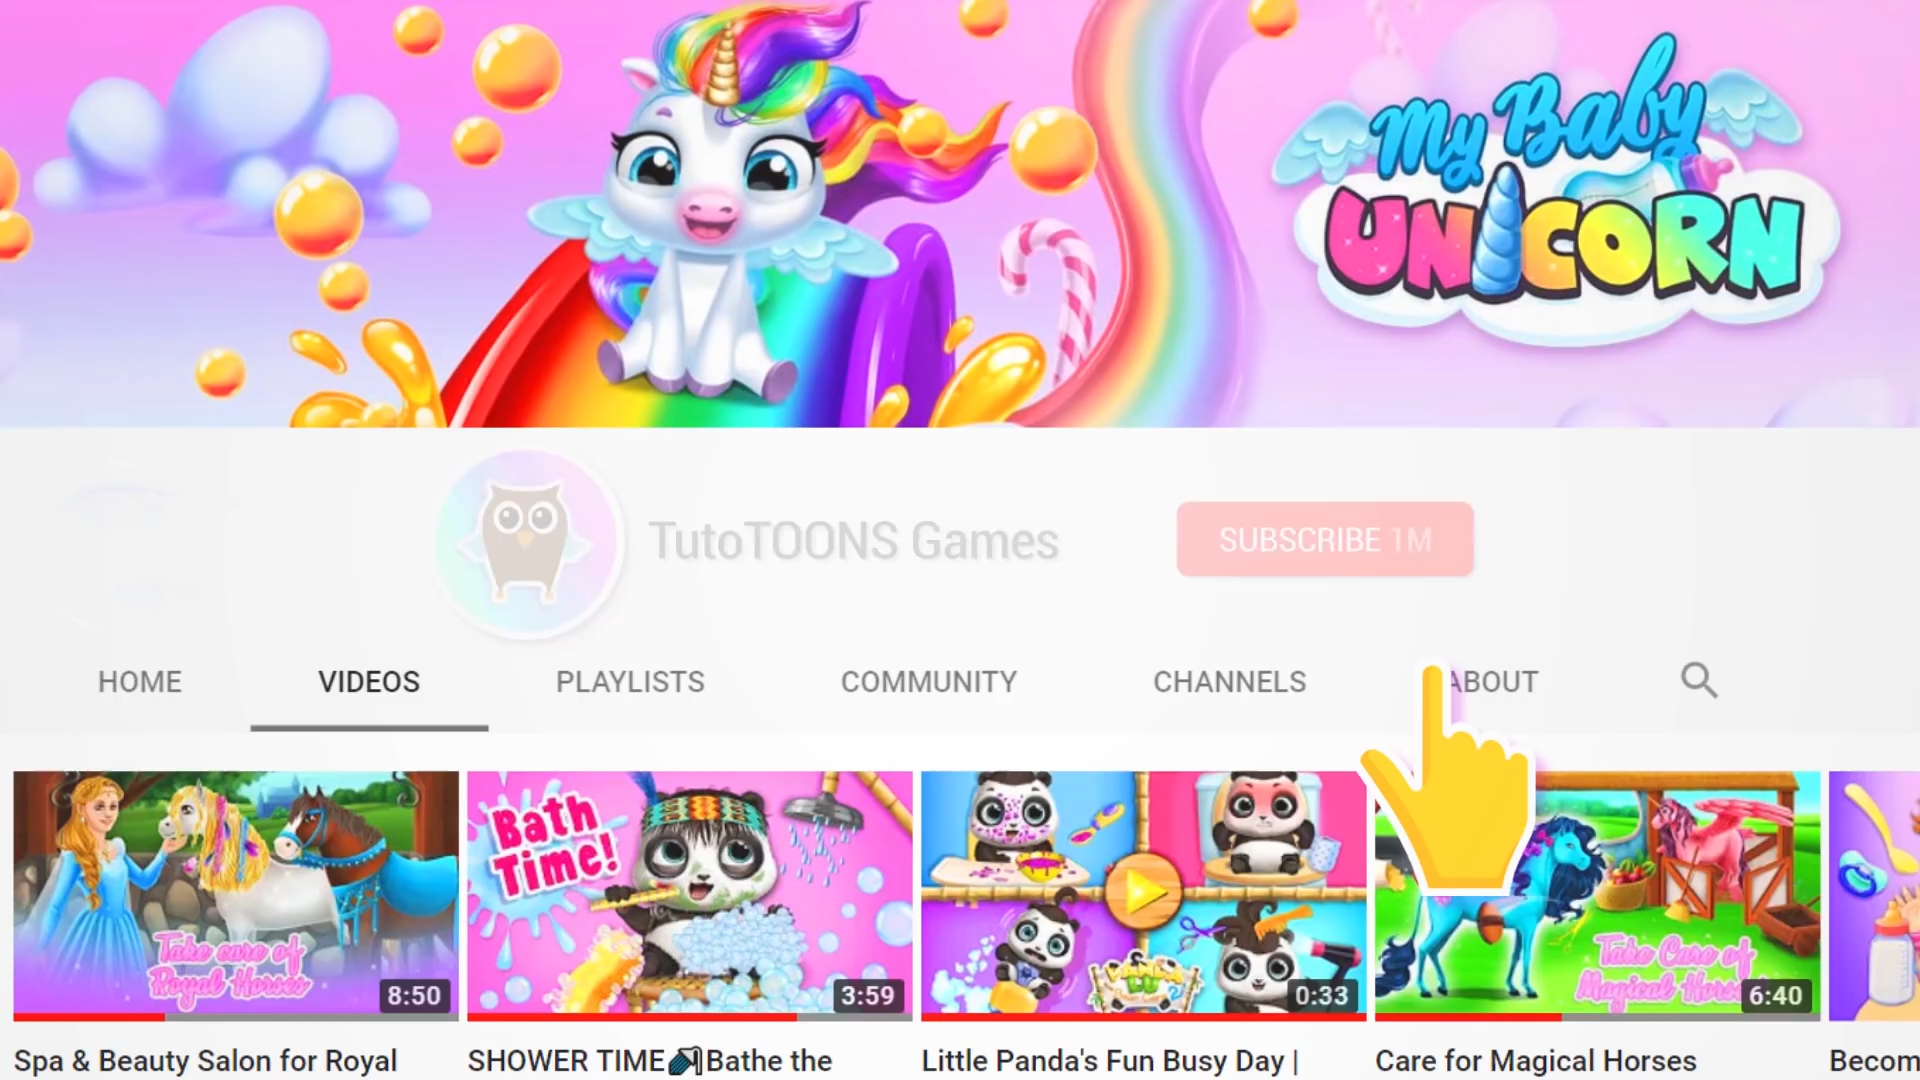 My Baby
UNICORN
TutoTOONS Games
SUBSCRIBE 1M
HOME
VIDEOS
PLAYLISTS
COMMUNITY
CHANNELS
ABOUT
Take care of
Royal Horses
8:50
Bath
Time!
3:59
0:33
Take Care of
Magical
6:40
Spa & Beauty Salon for Royal
SHOWER TIME Bathe the
Little Panda's Fun Busy Day |
Care for Magical Horses
Becom